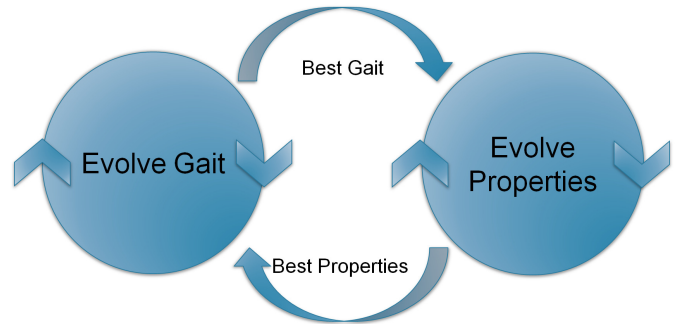 Best Gait
Evolve Gait
Evolve
Properties
Best Properties